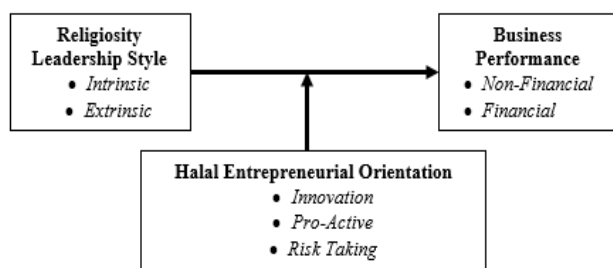 Religiosity
Leadership Style
• Intrinsic
• Extrinsic
Business
Performance
• Non-Financial
• Financial
Halal Entrepreneurial Orientation
• Innovation
• Pro-Active
• Risk Taking